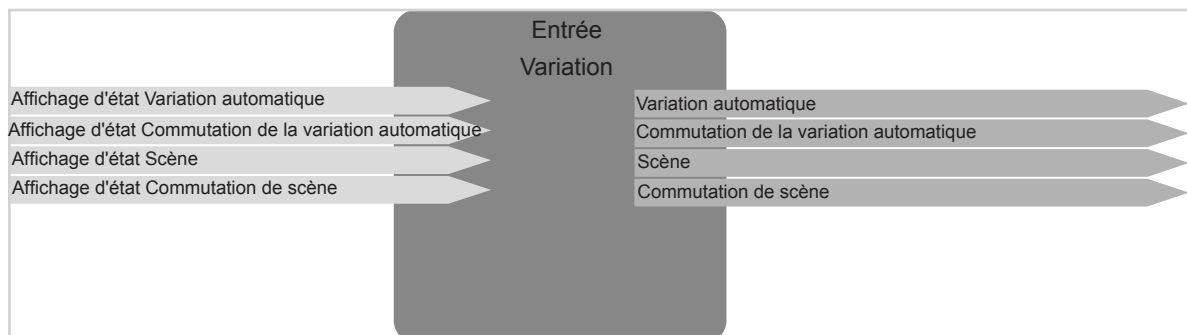 Entrée
Variation
Affichage d'état Variation automatique
Affichage d'état Commutation de la variation automatique
Affichage d'état Scène
Affichage d'état Commutation de scène
Variation automatique
Commutation de la variation automatique
Scène
Commutation de scène